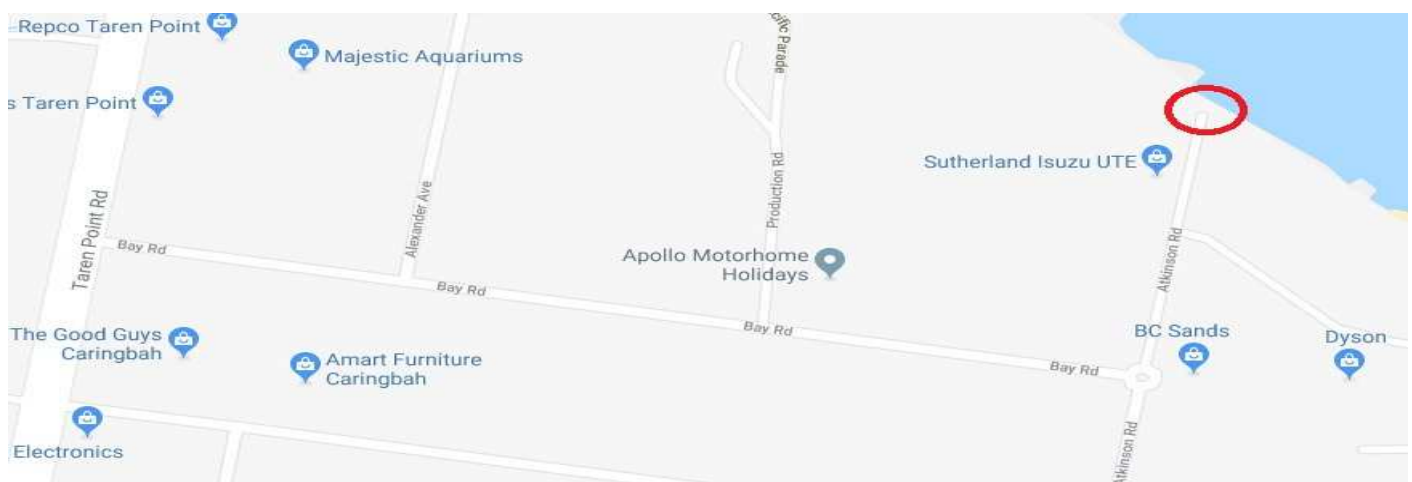 Repco Taren Point
Majestic Aquariums
cific Parade
s Taren Point
Sutherland Isuzu UTE
Production Rd
Alexander Ave
Taren Point Rd
Bay Rd
Apollo Motorhome
Holidays
Atkinson Rd
Bay Rd
Bay Rd
The Good Guys
Caringbah
Amart Furniture
Caringbah
BC Sands
Dyson
Bay Rd
Electronics
Atkinson Rd